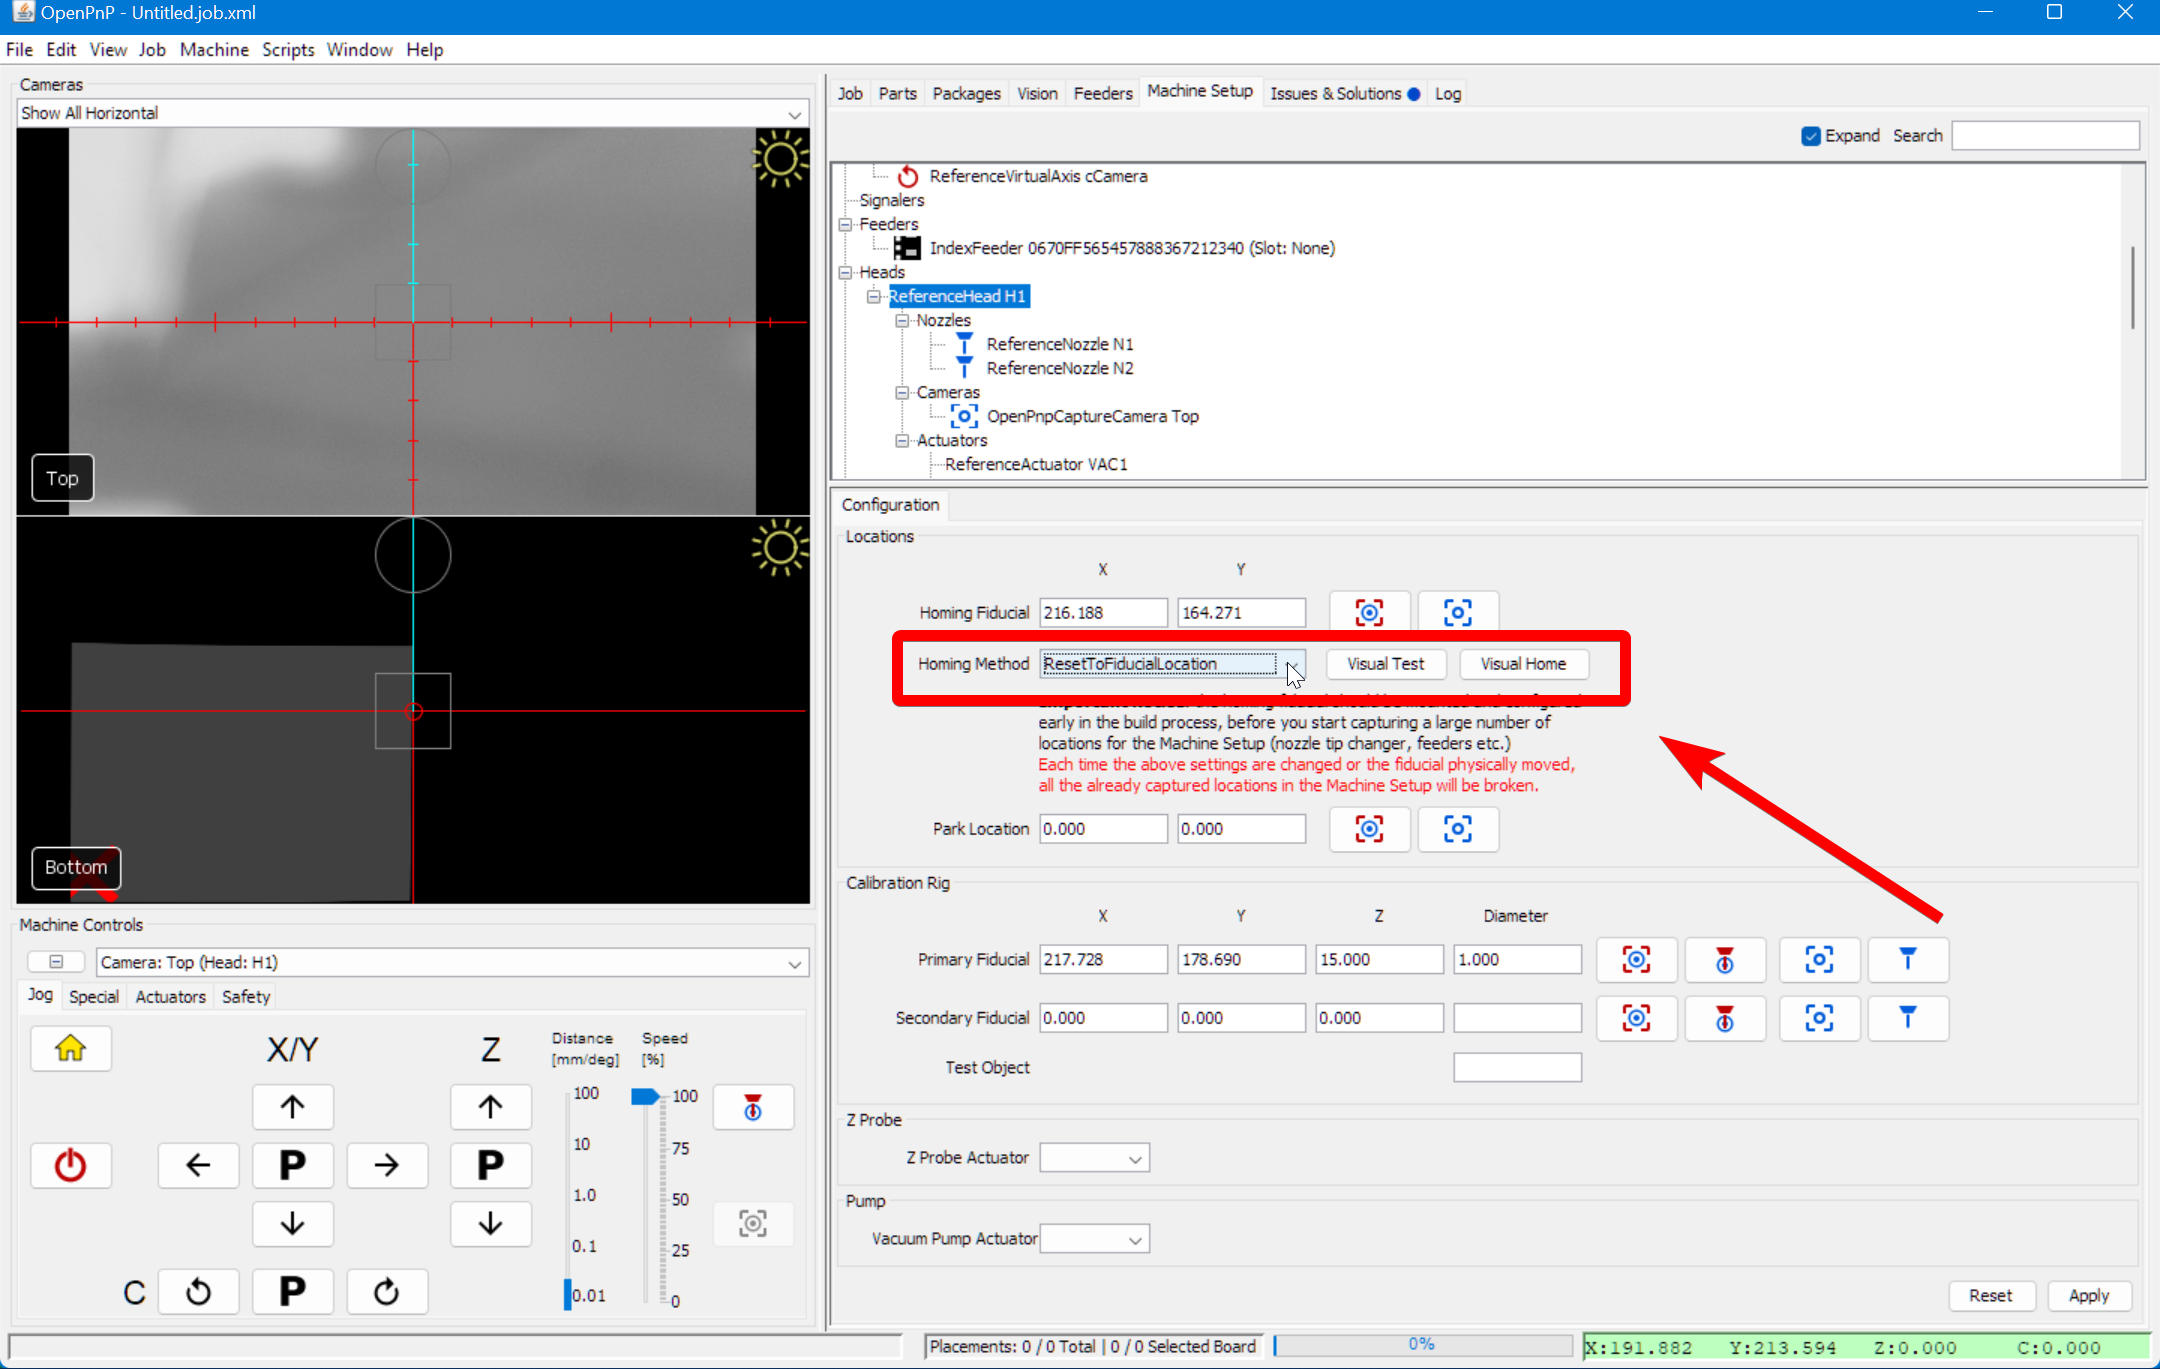 OpenPnP - Untitled.job.xml
File Edit View Job Machine Scripts Window Help
Cameras
Show All Horizontal
Top
Bottom
Machine Controls
Camera: Top (Head: H1)
Jog Special Actuators Safety
X/Y Z Distance [mm/deg] Speed [%]
100 100
10 75
P P
1.0 50
0.1 25
0.01 0
C P
Job Parts Packages Vision Feeders Machine Setup Issues & Solutions Log
Expand Search
ReferenceVirtualAxis cCamera
Signalers
Feeders
IndexFeeder 0670FF565457888367212340 (Slot: None)
Heads
ReferenceHead H1
Nozzles
ReferenceNozzle N1
ReferenceNozzle N2
Cameras
OpenPnpCaptureCamera Top
Actuators
ReferenceActuator VAC1
Configuration
Locations
X Y
Homing Fiducial 216.188 164.271
Homing Method ResetToFiducialLocation Visual Test Visual Home
early in the build process, before you start capturing a large number of
locations for the Machine Setup (nozzle tip changer, feeders etc.)
Each time the above settings are changed or the fiducial physically moved,
all the already captured locations in the Machine Setup will be broken.
Park Location 0.000 0.000
Calibration Rig
X Y Z Diameter
Primary Fiducial 217.728 178.690 15.000 1.000
Secondary Fiducial 0.000 0.000 0.000
Test Object
Z Probe
Z Probe Actuator
Pump
Vacuum Pump Actuator
Reset Apply
Placements: 0 / 0 Total | 0 / 0 Selected Board 0% X:191.882 Y:213.594 Z:0.000 C:0.000